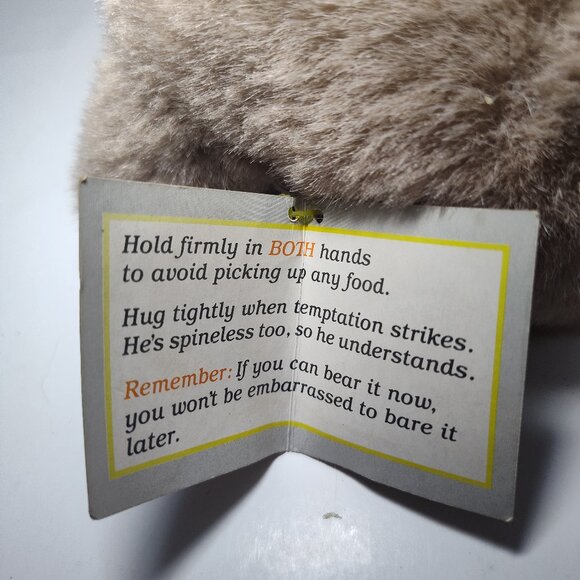 Hold firmly in BOTH hands
to avoid picking up any food.
Hug tightly when temptation strikes.
He's spineless too, so he understands.
Remember: If you can bear it now,
you won't be embarrassed to bare it
later.